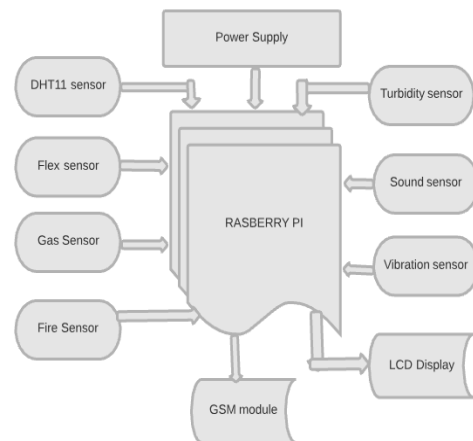 Power Supply
DHT11 sensor
Turbidity sensor
Flex sensor
Sound sensor
RASBERRY PI
Gas Sensor
Vibration sensor
Fire Sensor
LCD Display
GSM module